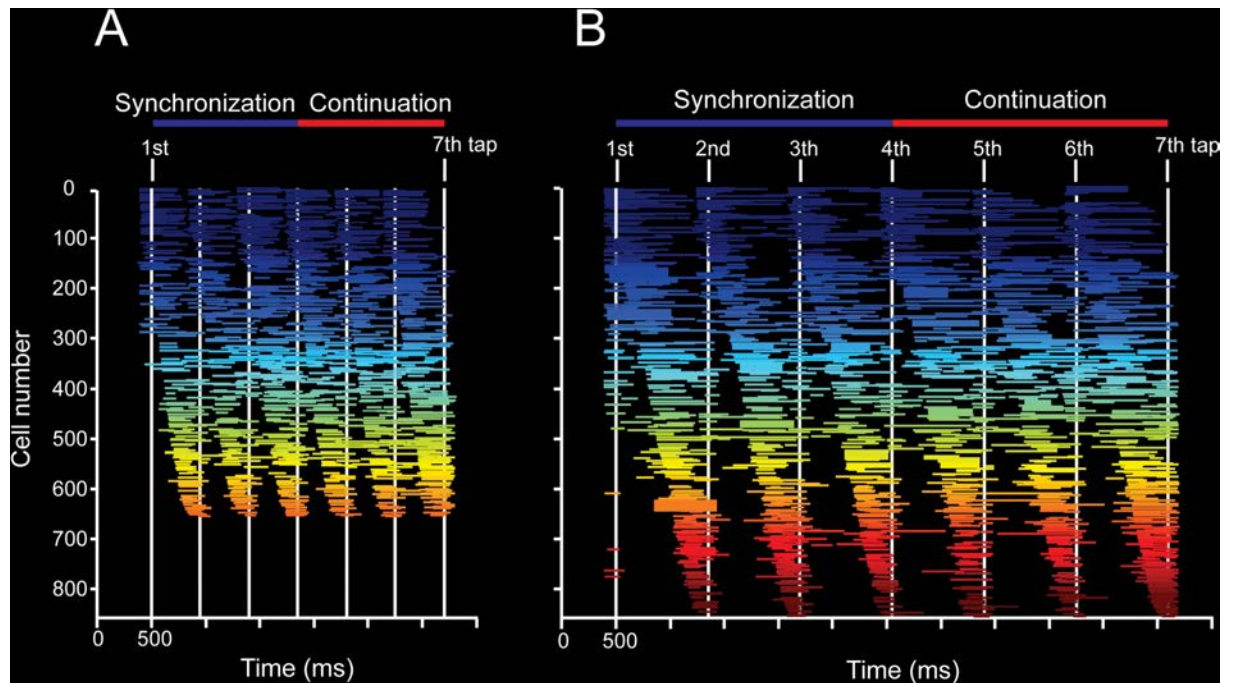 A
B
Synchronization Continuation
Synchronization Continuation
1st 7th tap
1st 2nd 3th 4th 5th 6th 7th tap
Cell number
0
100
200
300
400
500
600
700
800
0 500
0 500
Time (ms)
Time (ms)